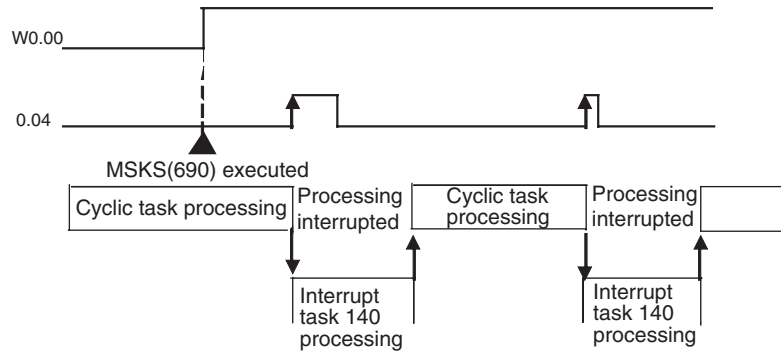 W0.00
0.04
MSKS(690) executed
Cyclic task processing
Processing
interrupted
Cyclic task
processing
Processing
interrupted
Interrupt
task 140
processing
Interrupt
task 140
processing